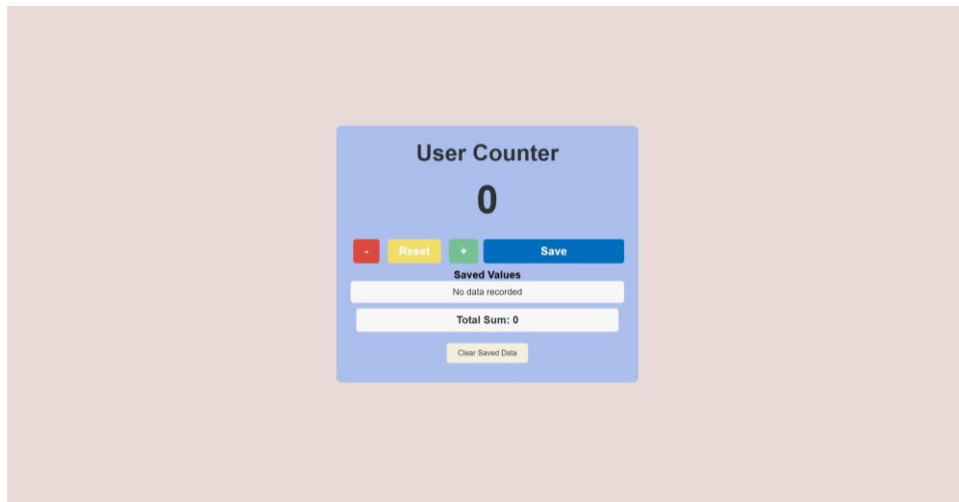 User Counter
0
- Reset + Save
Saved Values
No data recorded
Total Sum: 0
Clear Saved Data